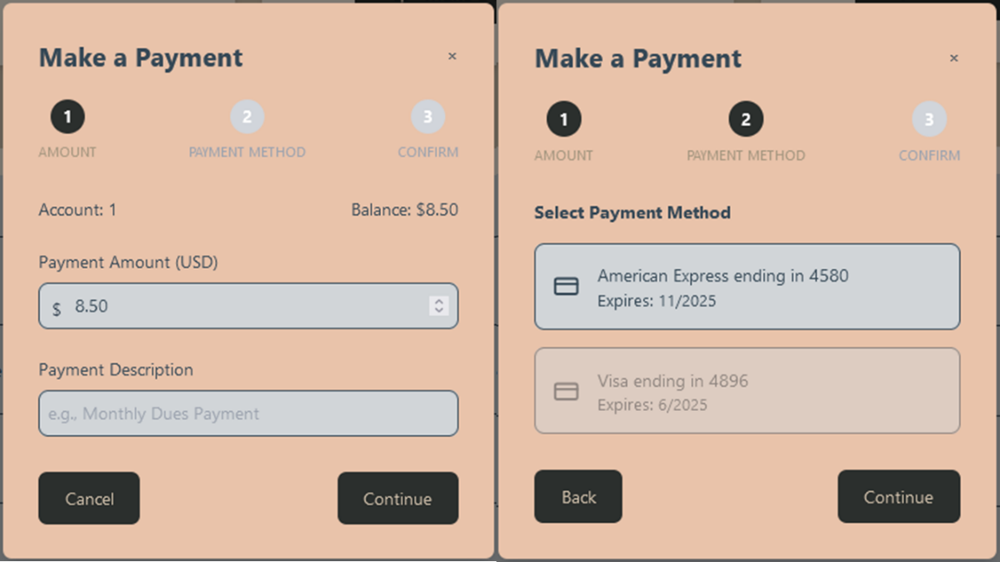 Make a Payment
×
1
2
3
AMOUNT
PAYMENT METHOD
CONFIRM
Account: 1
Balance: $8.50
Payment Amount (USD)
$ 8.50
Payment Description
e.g., Monthly Dues Payment
Cancel
Continue
Make a Payment
×
1
2
3
AMOUNT
PAYMENT METHOD
CONFIRM
Select Payment Method
American Express ending in 4580
Expires: 11/2025
Visa ending in 4896
Expires: 6/2025
Back
Continue